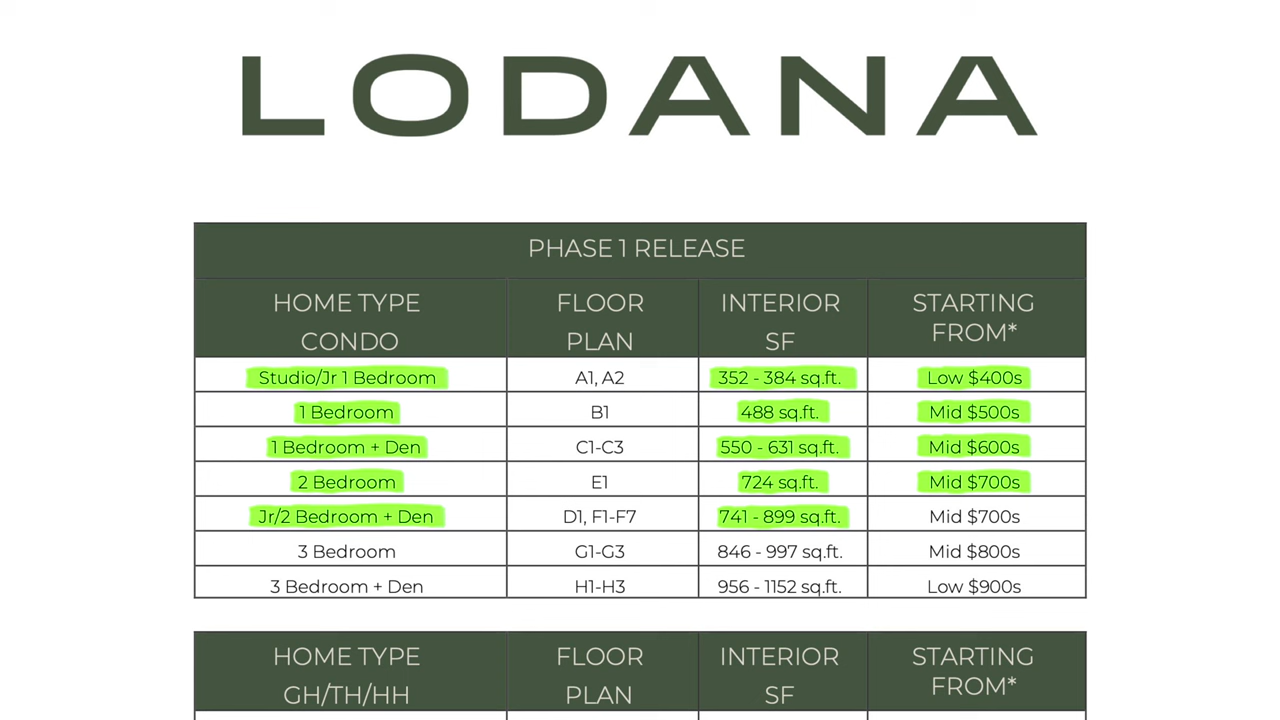 LODANA
PHASE 1 RELEASE
HOME TYPE CONDO FLOOR PLAN INTERIOR SF STARTING FROM*
Studio/Jr 1 Bedroom A1, A2 352 - 384 sq.ft. Low $400s
1 Bedroom B1 488 sq.ft. Mid $500s
1 Bedroom + Den C1-C3 550 - 631 sq.ft. Mid $600s
2 Bedroom E1 724 sq.ft. Mid $700s
Jr/2 Bedroom + Den D1, F1-F7 741 - 899 sq.ft. Mid $700s
3 Bedroom G1-G3 846 - 997 sq.ft. Mid $800s
3 Bedroom + Den H1-H3 956 - 1152 sq.ft. Low $900s
HOME TYPE GH/TH/HH FLOOR PLAN INTERIOR SF STARTING FROM*